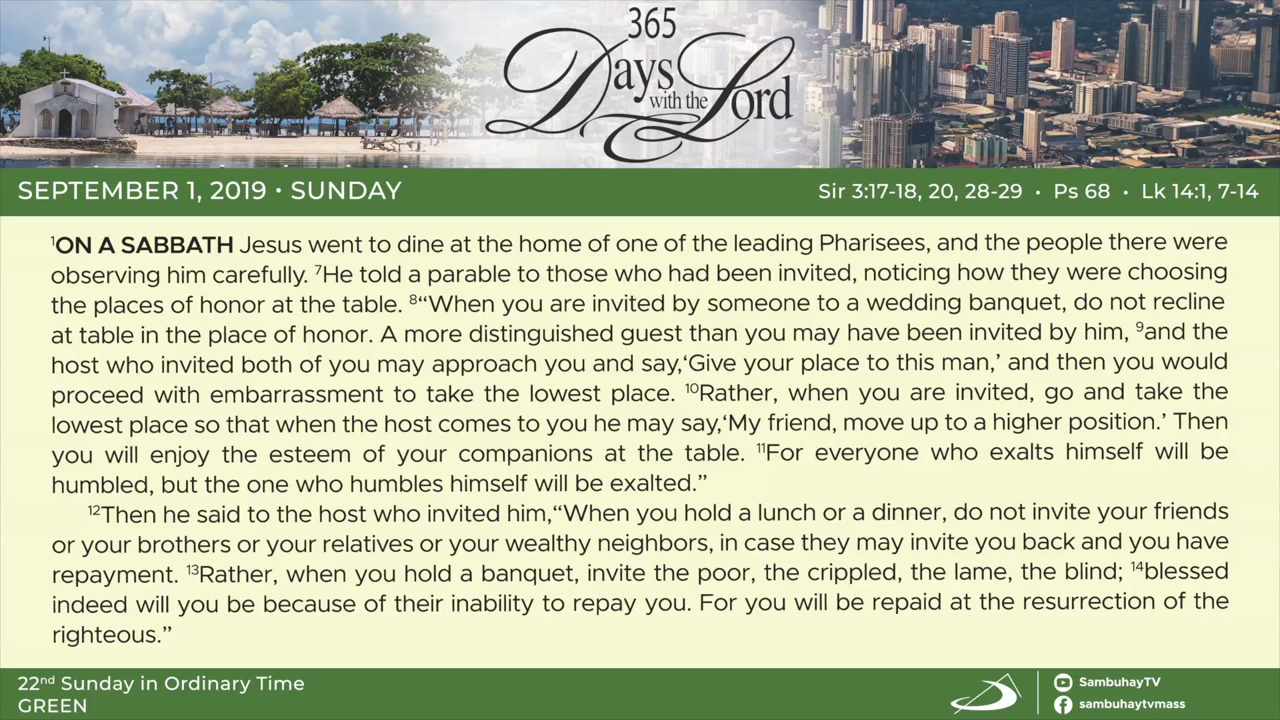 365
Days with the Lord
SEPTEMBER 1, 2019 • SUNDAY
Sir 3:17-18, 20, 28-29 • Ps 68 • Lk 14:1, 7-14
¹ON A SABBATH Jesus went to dine at the home of one of the leading Pharisees, and the people there were
observing him carefully. ⁷He told a parable to those who had been invited, noticing how they were choosing
the places of honor at the table. ⁸“When you are invited by someone to a wedding banquet, do not recline
at table in the place of honor. A more distinguished guest than you may have been invited by him, ⁹and the
host who invited both of you may approach you and say,‘Give your place to this man,’ and then you would
proceed with embarrassment to take the lowest place. ¹⁰Rather, when you are invited, go and take the
lowest place so that when the host comes to you he may say,‘My friend, move up to a higher position.’ Then
you will enjoy the esteem of your companions at the table. ¹¹For everyone who exalts himself will be
humbled, but the one who humbles himself will be exalted.”
¹²Then he said to the host who invited him,“When you hold a lunch or a dinner, do not invite your friends
or your brothers or your relatives or your wealthy neighbors, in case they may invite you back and you have
repayment. ¹³Rather, when you hold a banquet, invite the poor, the crippled, the lame, the blind; ¹⁴blessed
indeed will you be because of their inability to repay you. For you will be repaid at the resurrection of the
righteous.”
22nd Sunday in Ordinary Time
GREEN
SambuhayTV
sambuhaytvmass